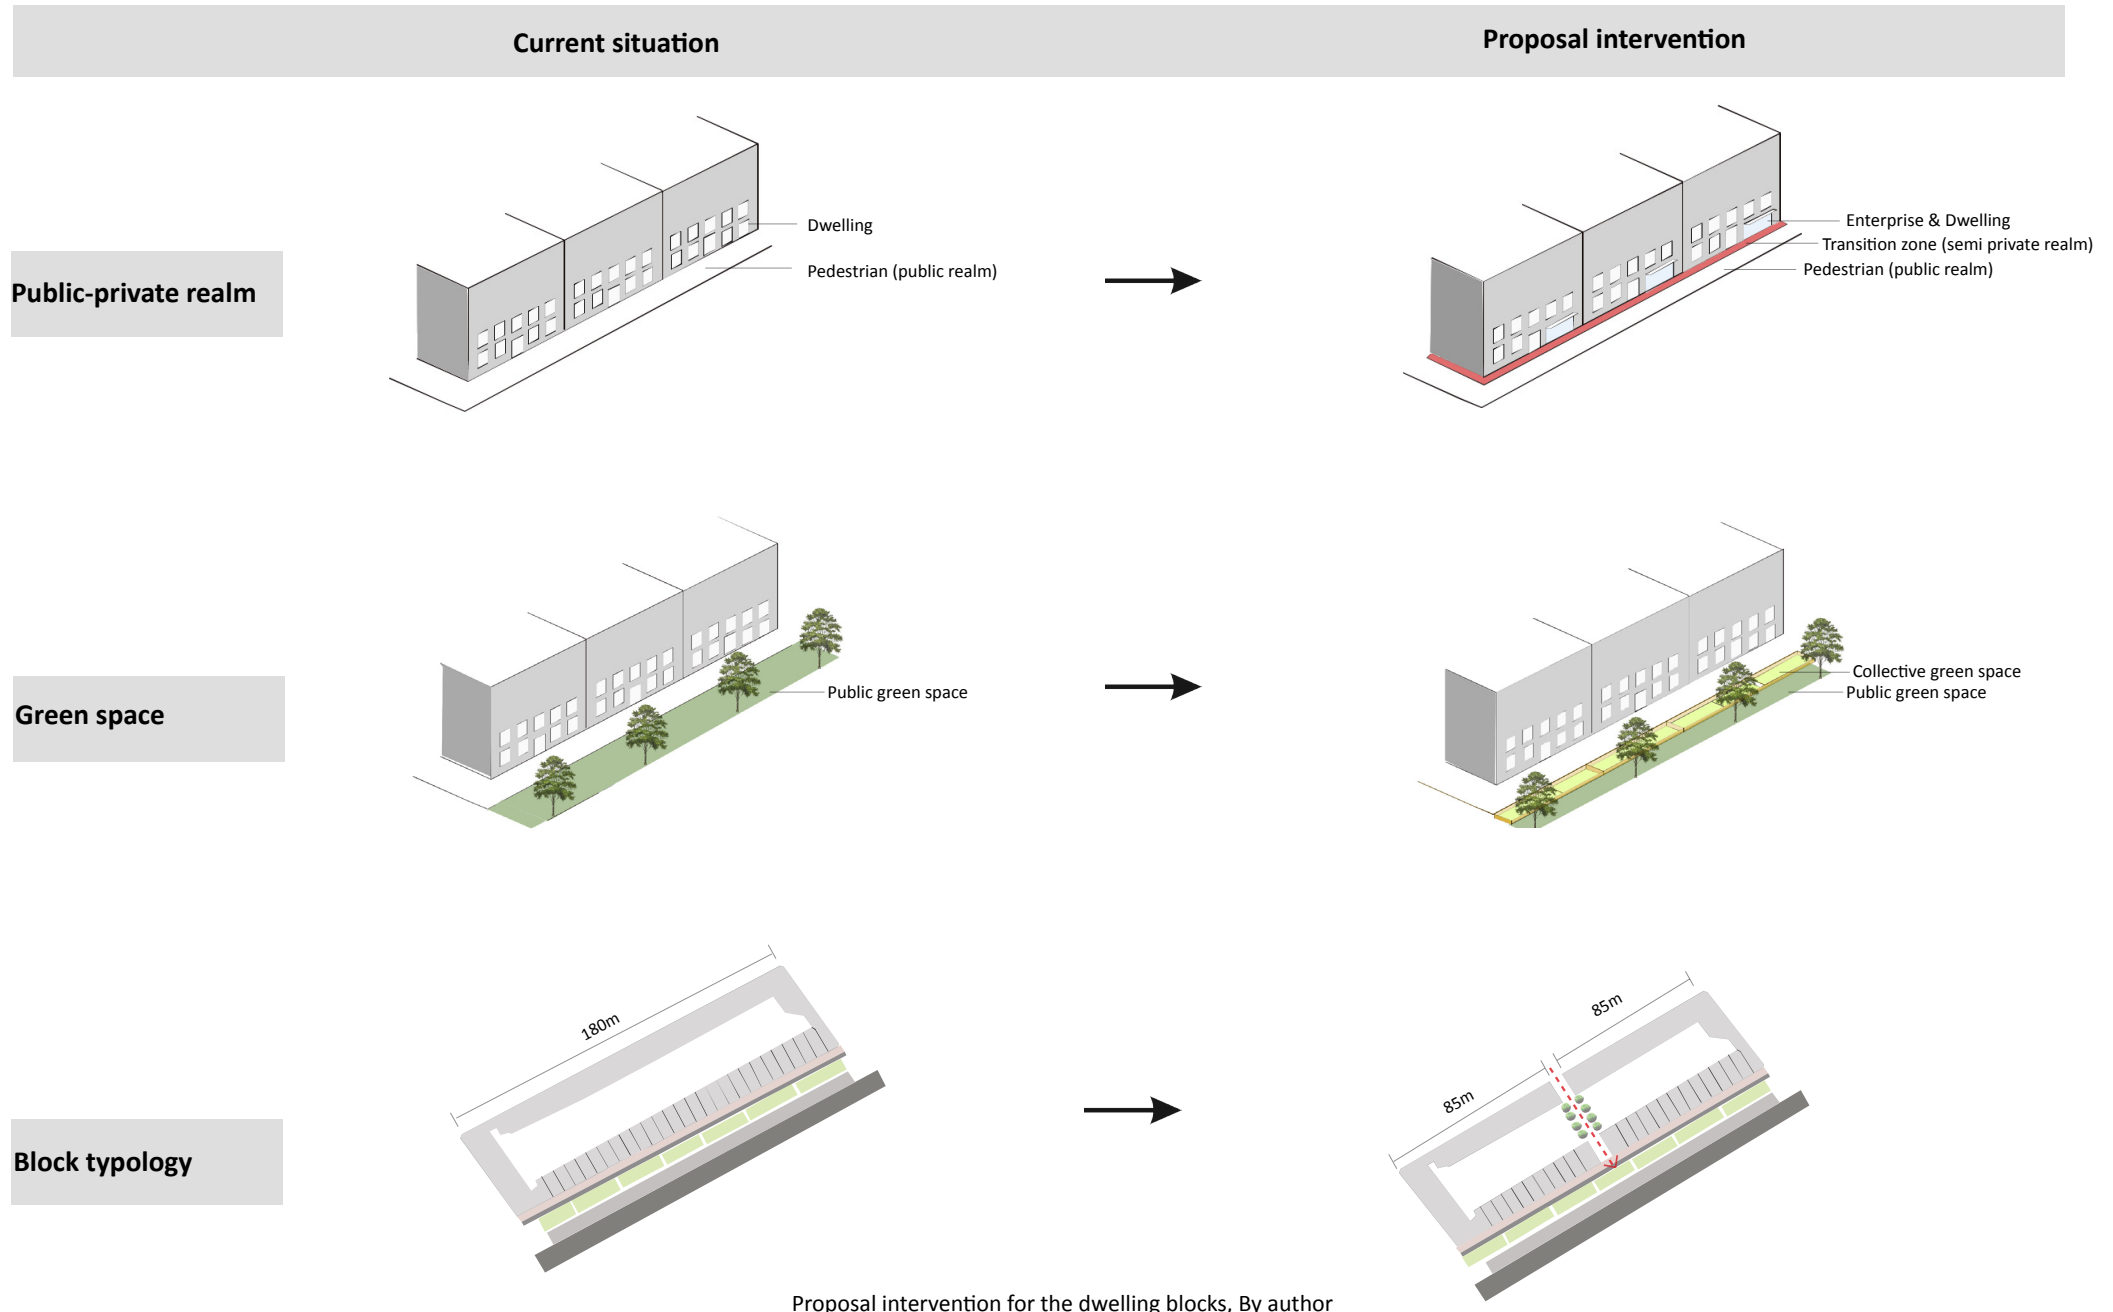 Current situation
Proposal intervention
Public-private realm
Dwelling
Pedestrian (public realm)
Enterprise & Dwelling
Transition zone (semi private realm)
Pedestrian (public realm)
Green space
Public green space
Collective green space
Public green space
Block typology
180m
85m
85m
Proposal intervention for the dwelling blocks, By author